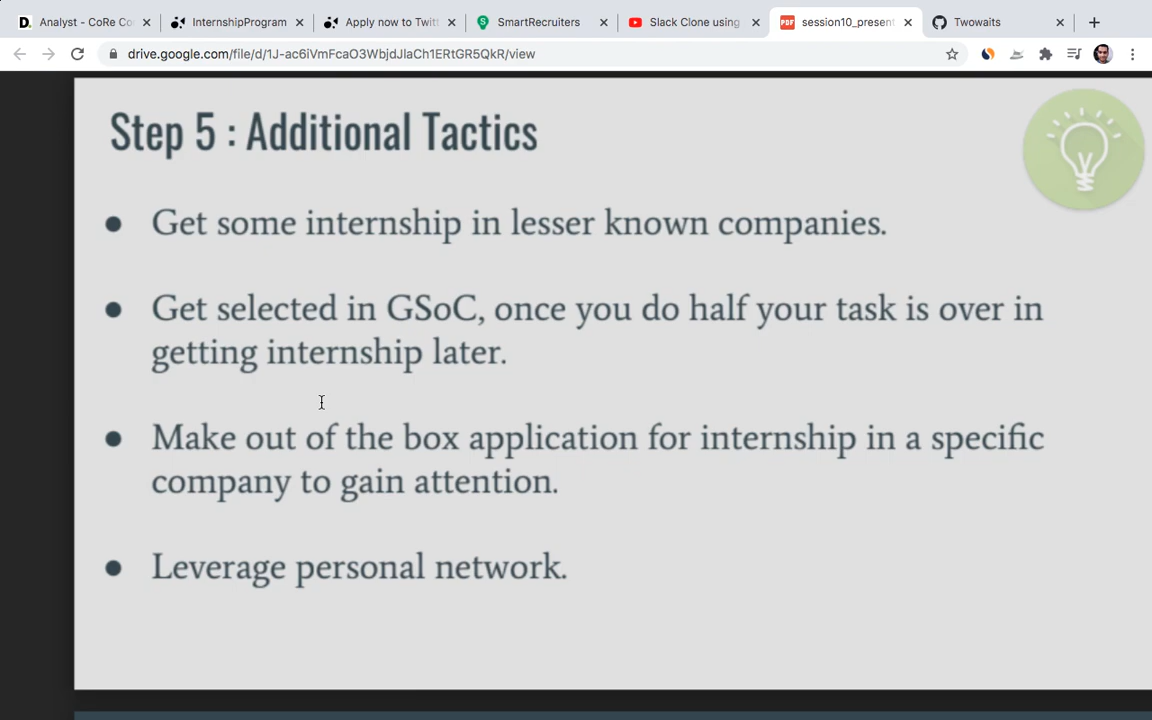 Analyst - CoRe Co
InternshipProgram
Apply now to Twitt
SmartRecruiters
Slack Clone using
session10_present
Twowaits
drive.google.com/file/d/1J-ac6iVmFcaO3WbjdJlaCh1ERtGR5QkR/view
Step 5 : Additional Tactics
● Get some internship in lesser known companies.
● Get selected in GSoC, once you do half your task is over in
getting internship later.
● Make out of the box application for internship in a specific
company to gain attention.
● Leverage personal network.